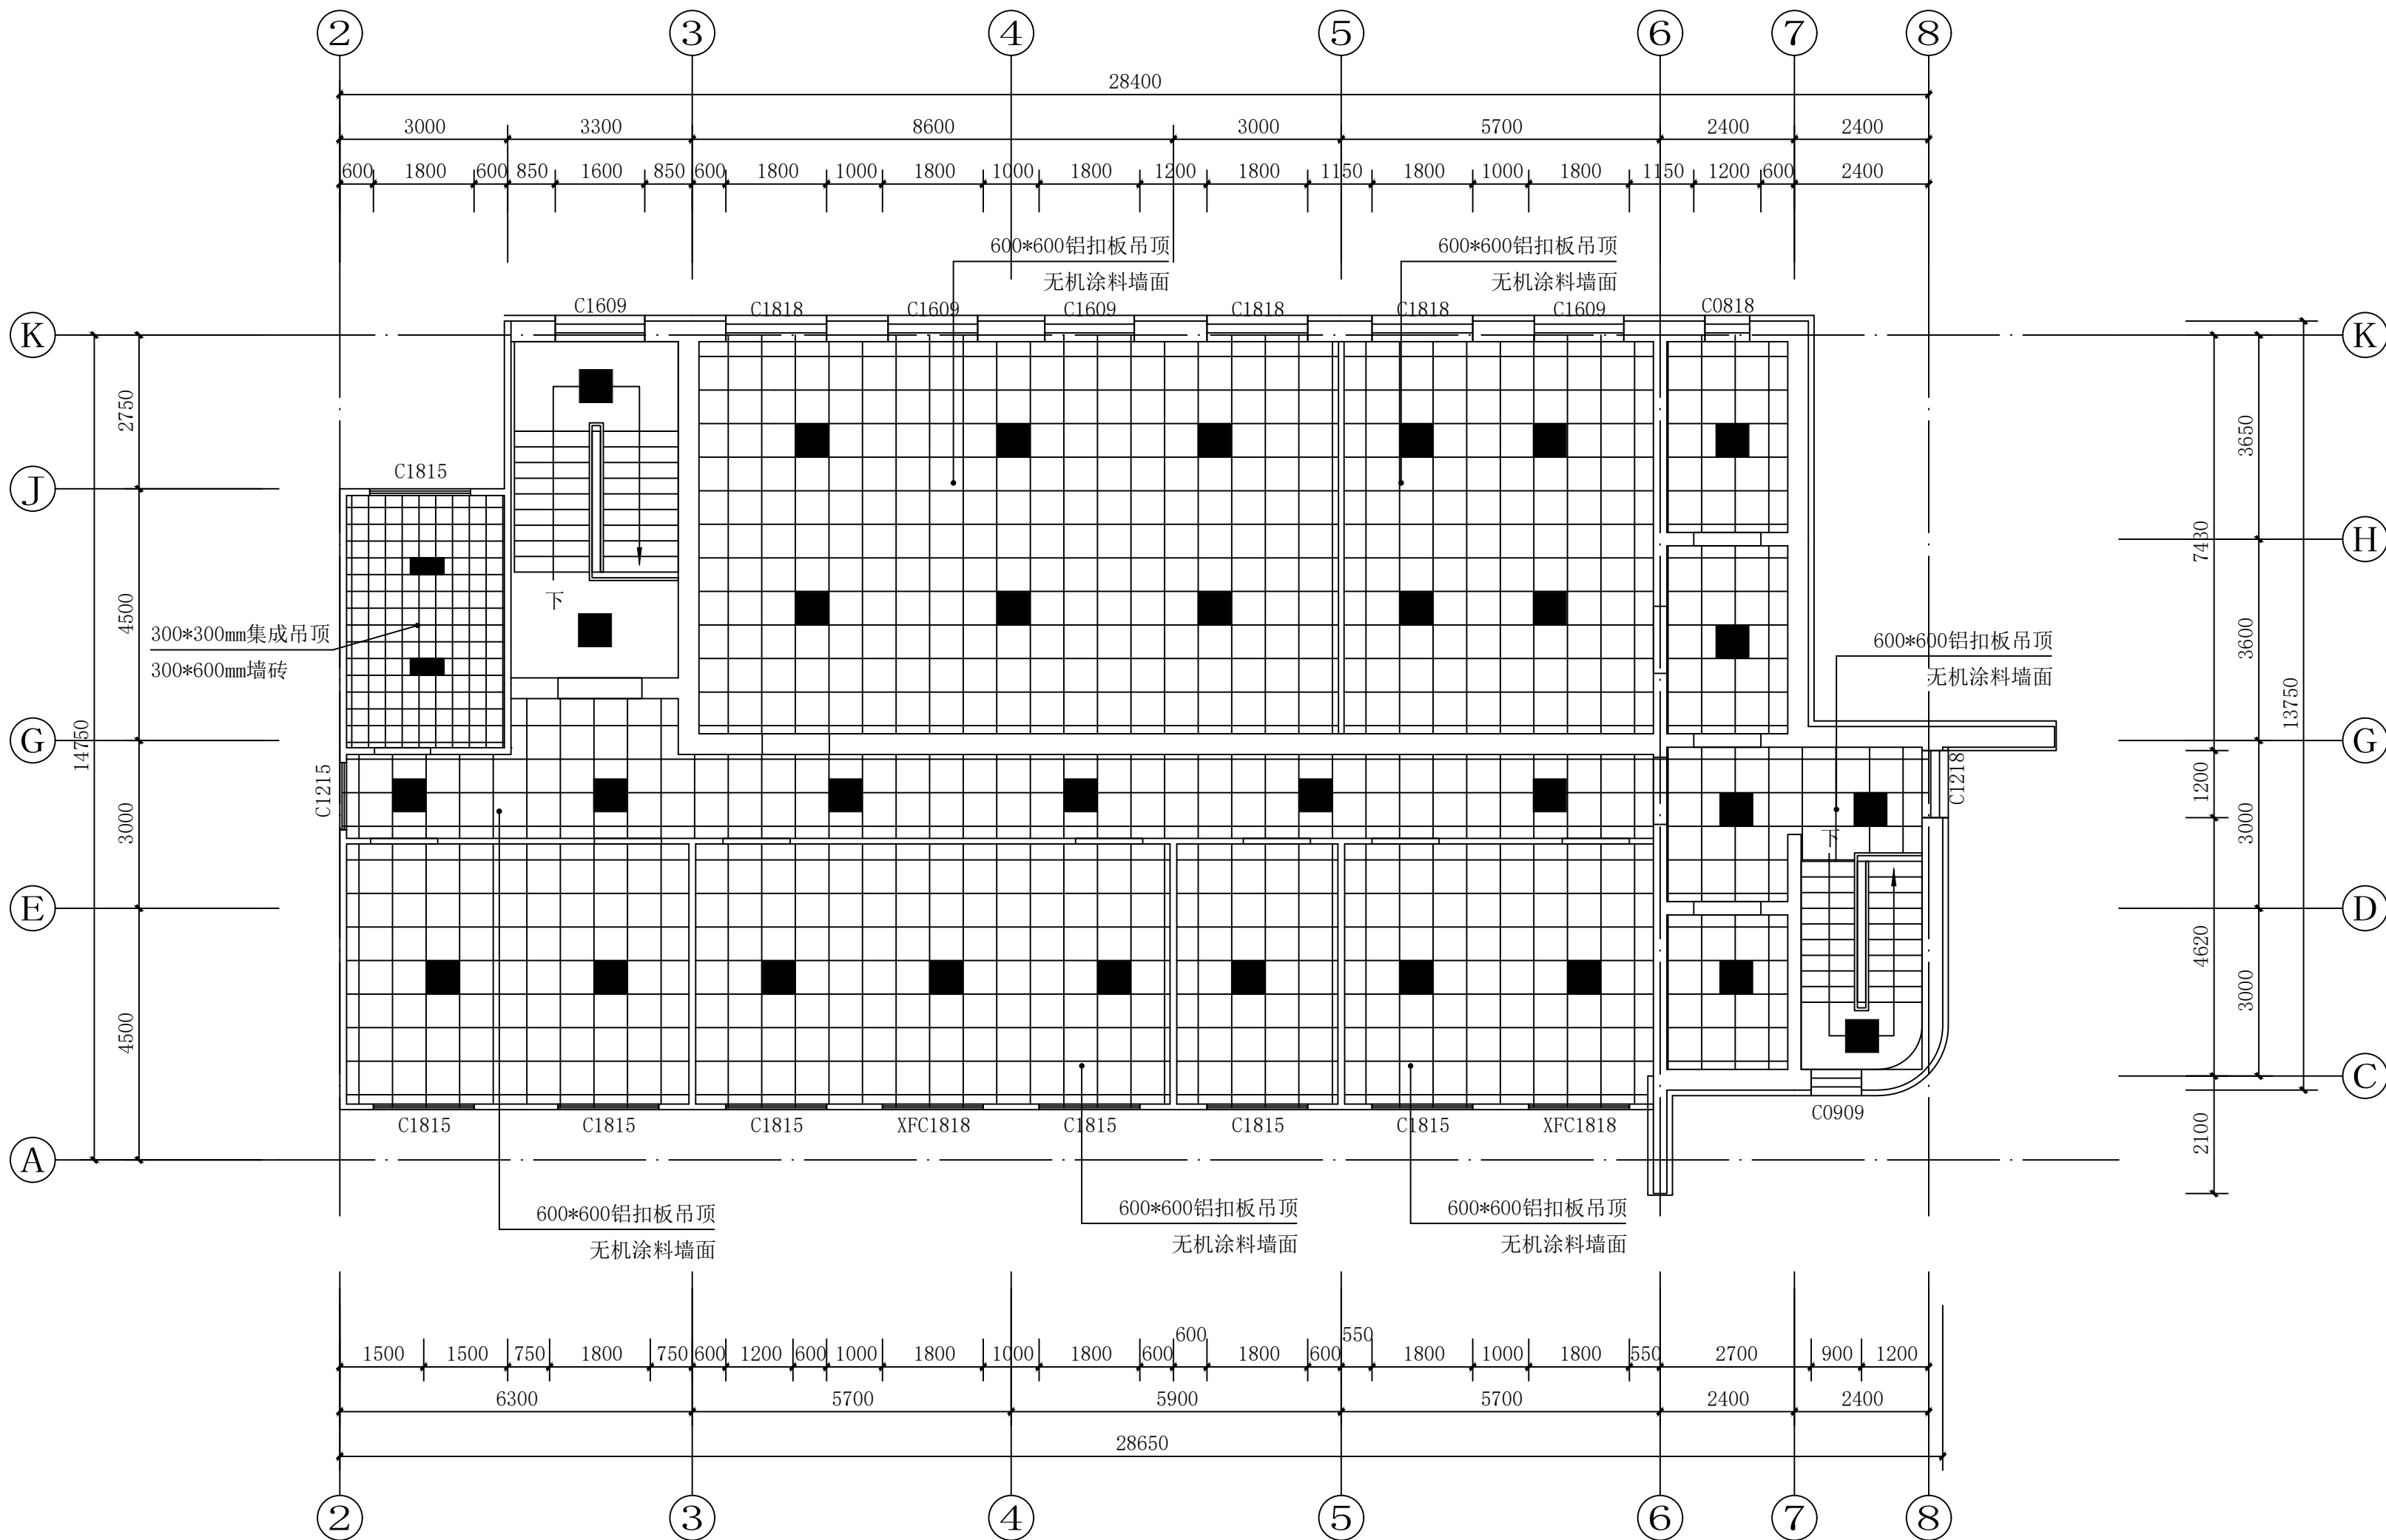 ② ③ ④ ⑤ ⑥ ⑦ ⑧
28400
3000 3300 8600 3000 5700 2400 2400
600 1800 600 850 1600 850 600 1800 1000 1800 1000 1800 1200 1800 1150 1800 1000 1800 1150 1200 600 2400
600*600铝扣板吊顶 600*600铝扣板吊顶
无机涂料墙面 无机涂料墙面
C1609 C1818 C1609 C1609 C1818 C1818 C1609 C0818
K K
2750 3650
C1815
J
H
7430
4500 3600
下
300*300mm集成吊顶 600*600铝扣板吊顶
300*600mm墙砖 无机涂料墙面
14750 13750
G G
C1215 C1218
1200
3000 3000
下
E D
4620
4500 3000
C
C1815 C1815 C1815 XFC1818 C1815 C1815 C1815 XFC1818 C0909
2100
A
600*600铝扣板吊顶 600*600铝扣板吊顶 600*600铝扣板吊顶
无机涂料墙面 无机涂料墙面 无机涂料墙面
600 550
1500 1500 750 1800 750 600 1200 600 1000 1800 1000 1800 600 1800 600 1800 1000 1800 550 2700 900 1200
6300 5700 5900 5700 2400 2400
28650
② ③ ④ ⑤ ⑥ ⑦ ⑧